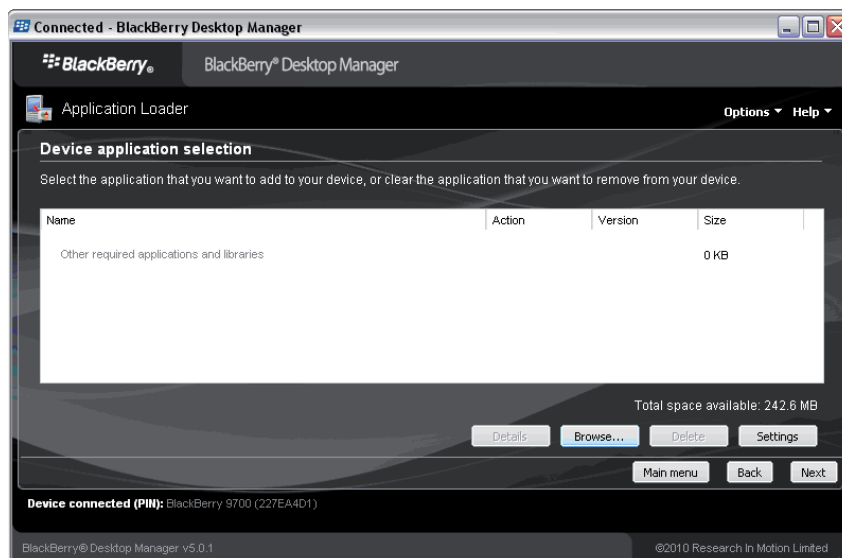 Connected - BlackBerry Desktop Manager
BlackBerry® BlackBerry® Desktop Manager
Application Loader
Options Help
Device application selection
Select the application that you want to add to your device, or clear the application that you want to remove from your device.
Name Action Version Size
Other required applications and libraries 0 KB
Total space available: 242.6 MB
Details Browse... Delete Settings
Main menu Back Next
Device connected (PIN): BlackBerry 9700 (227EA4D1)
BlackBerry® Desktop Manager v5.0.1 ©2010 Research In Motion Limited